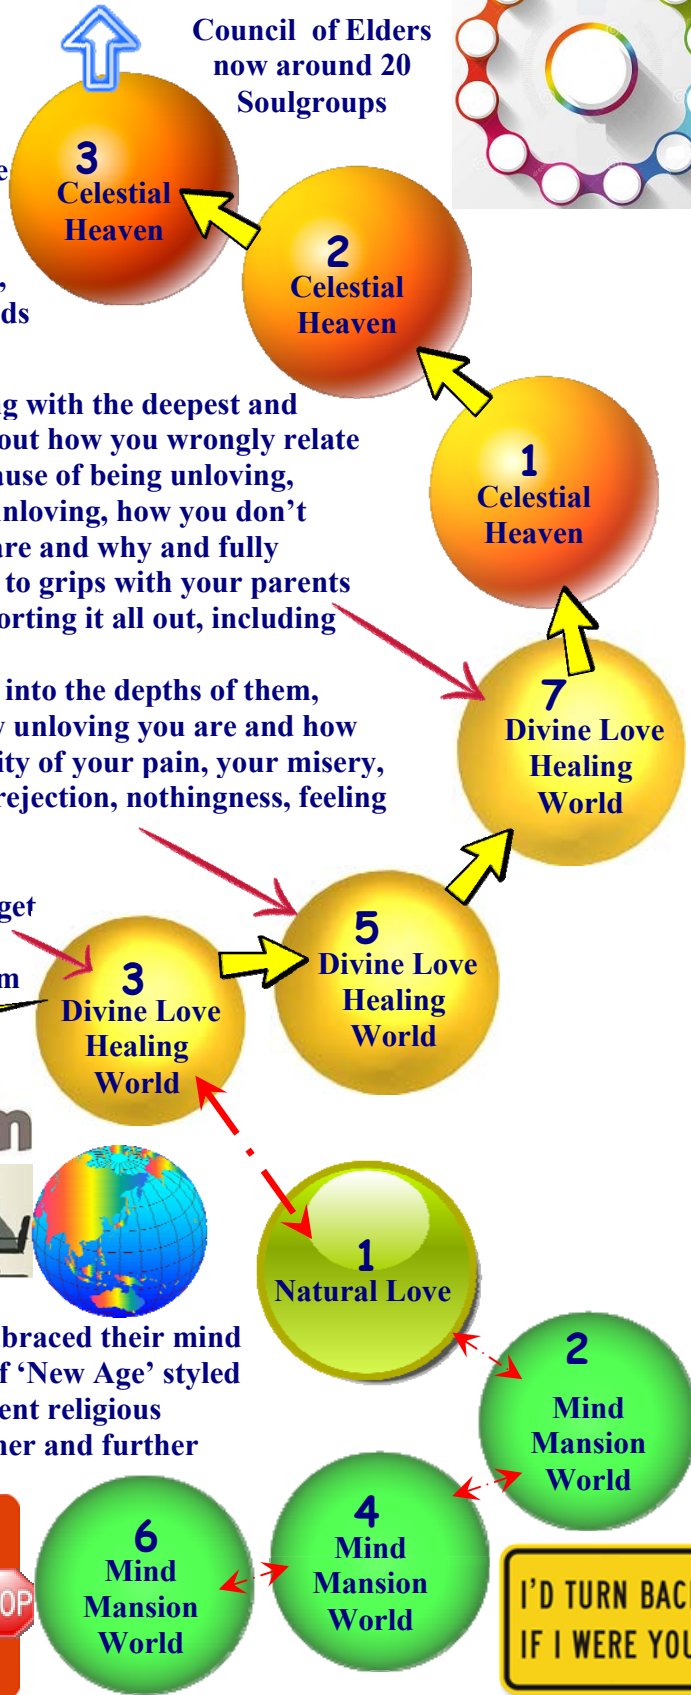 Council of Elders
now around 20
Soulgroups
3
Celestial
Heaven
2
Celestial
Heaven
ds
g with the deepest and
out how you wrongly relate
ause of being unloving,
unloving, how you don’t
are and why and fully
to grips with your parents
orting it all out, including
1
Celestial
Heaven
into the depths of them,
unloving you are and how
ity of your pain, your misery,
rejection, nothingness, feeling
7
Divine Love
Healing
World
get
m
5
Divine Love
Healing
World
3
Divine Love
Healing
World
m
1
Natural Love
braced their mind
f ‘New Age’ styled
ent religious
her and further
2
Mind
Mansion
World
4
Mind
Mansion
World
6
Mind
Mansion
World
OP
I’D TURN BAC
IF I WERE YOU